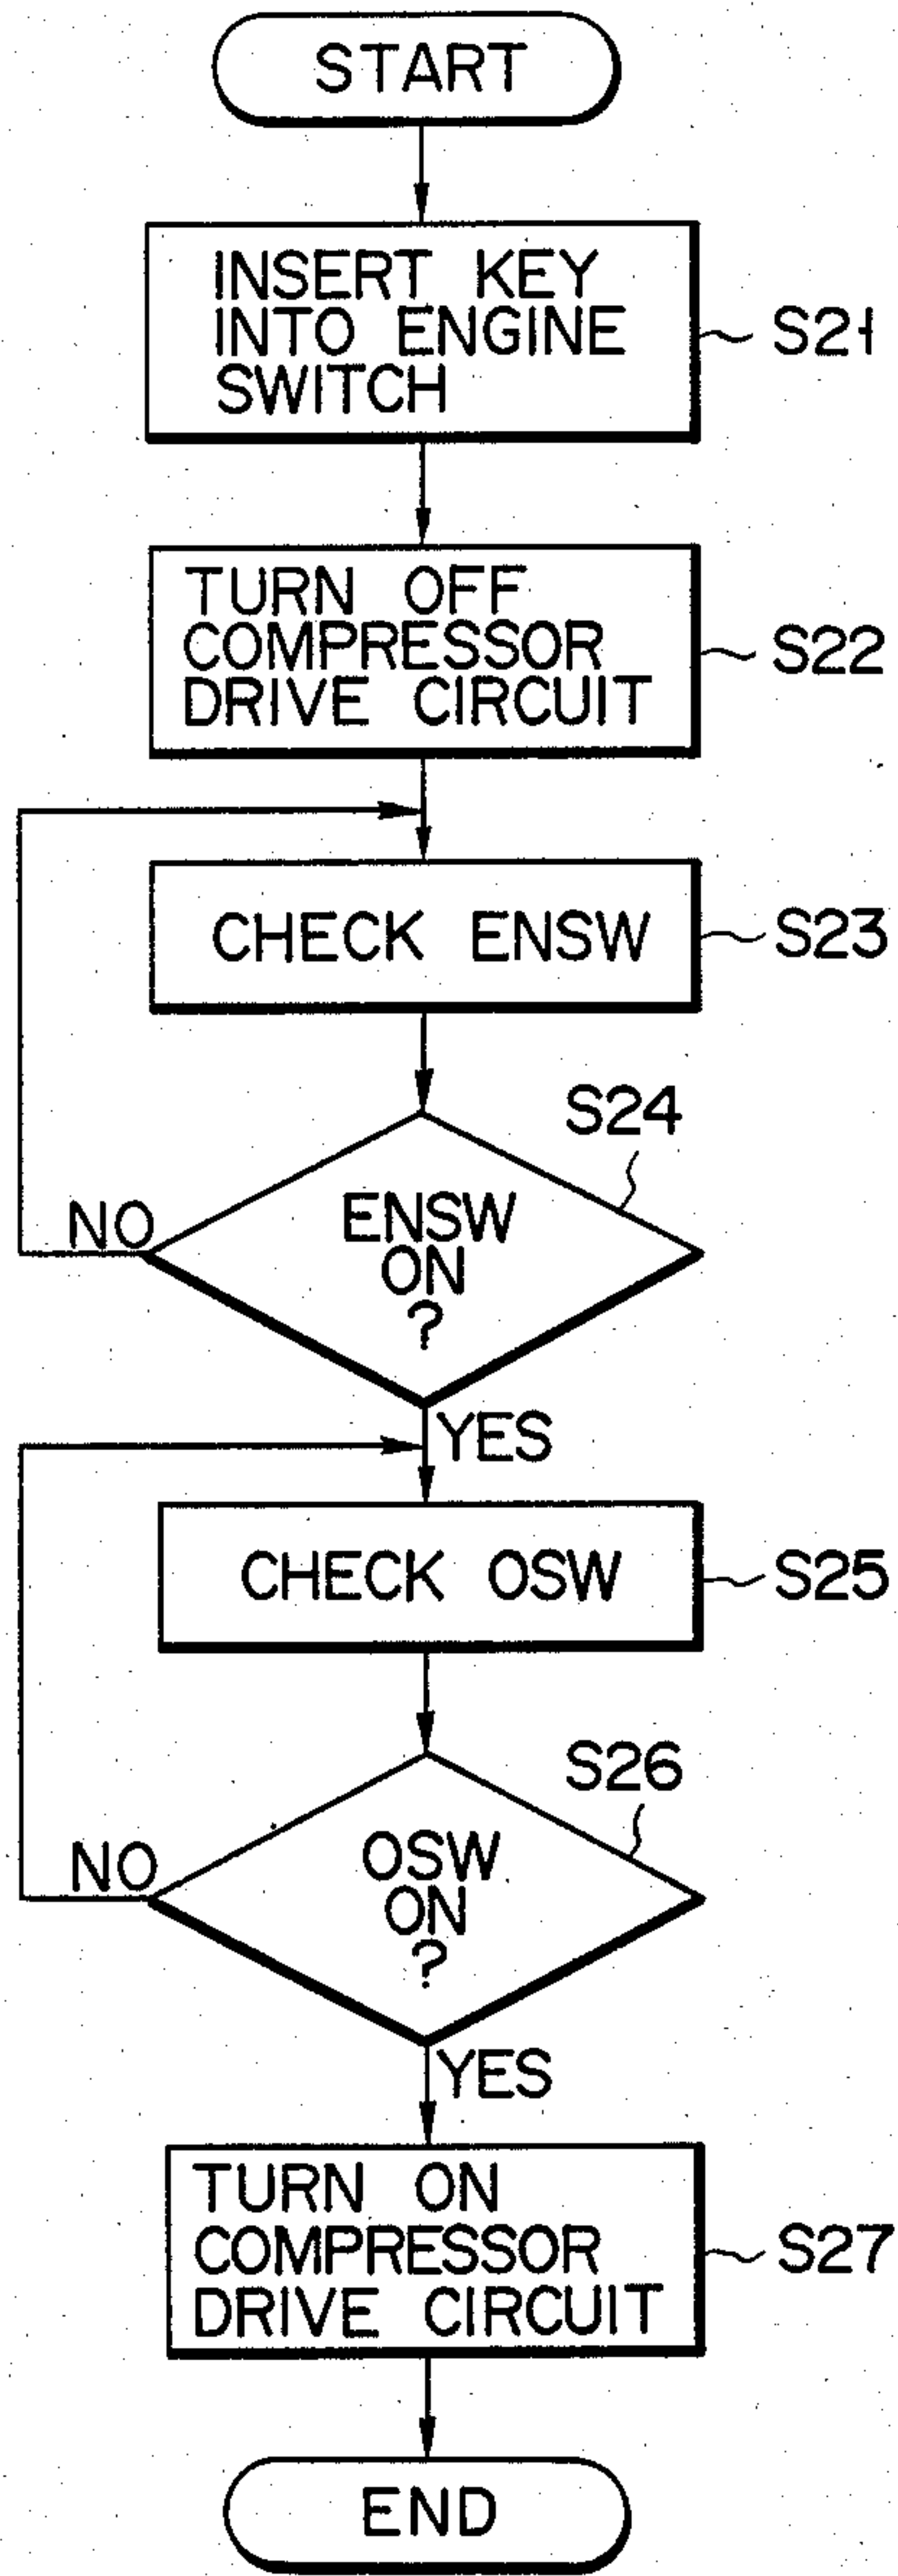 START
INSERT KEY
INTO ENGINE
SWITCH
S21
TURN OFF
COMPRESSOR
DRIVE CIRCUIT
S22
CHECK ENSW
S23
S24
ENSW
ON
?
NO
YES
CHECK OSW
S25
S26
OSW
ON
?
NO
YES
TURN ON
COMPRESSOR
DRIVE CIRCUIT
S27
END